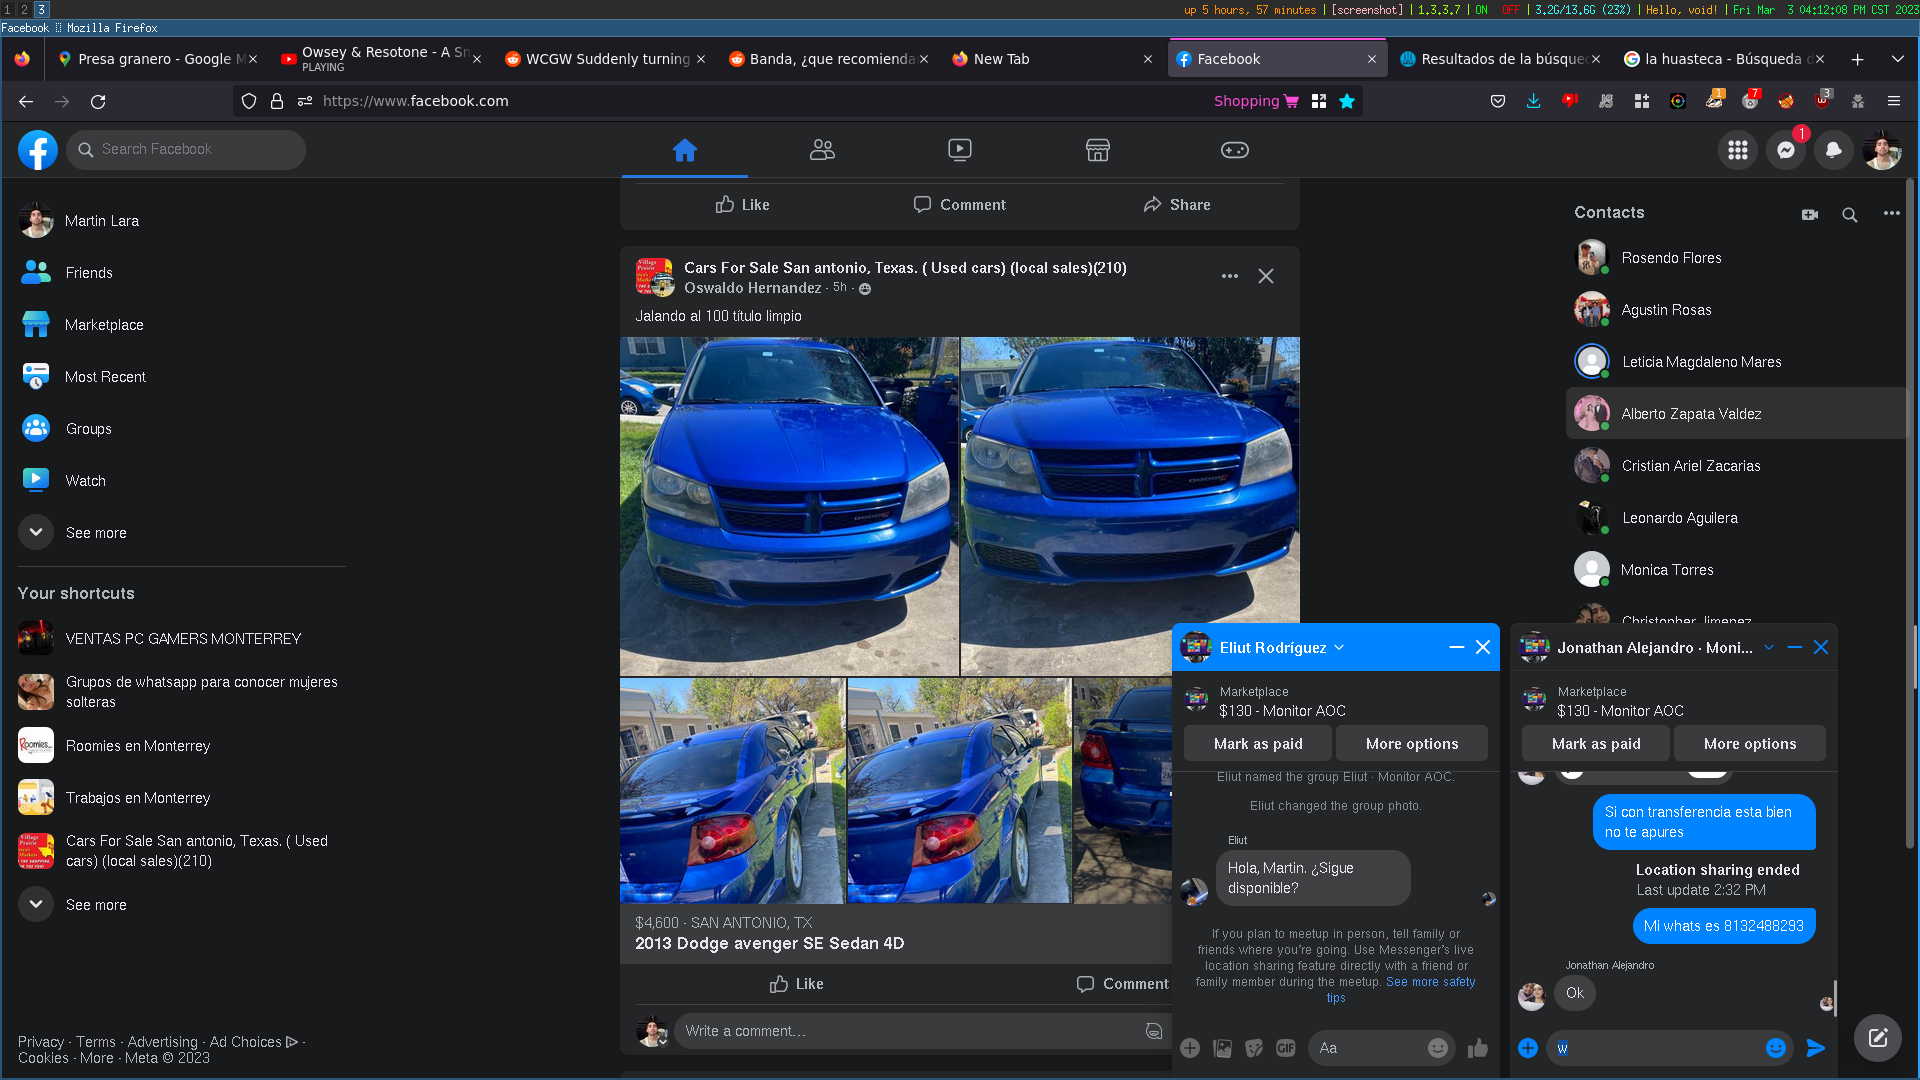 1 2 3
up 5 hours, 57 minutes | [screenshot] | 1.3.3.7 | ON OFF | 3.2G/13.6G (23%) | Hello, void! | Fri Mar 3 04:12:08 PM CST 2023
Facebook Mozilla Firefox
Presa granero - Google M
Owsey & Resotone - A Sm
PLAYING
WCGW Suddenly turning
Banda, ¿que recomienda
New Tab
Facebook
Resultados de la búsque
la huasteca - Búsqueda d
https://www.facebook.com
Shopping
1
7
3
Search Facebook
1
Martin Lara
Friends
Marketplace
Most Recent
Groups
Watch
See more
Your shortcuts
VENTAS PC GAMERS MONTERREY
Grupos de whatsapp para conocer mujeres
solteras
Roomies en Monterrey
Trabajos en Monterrey
Cars For Sale San antonio, Texas. ( Used
cars) (local sales)(210)
See more
Privacy · Terms · Advertising · Ad Choices ·
Cookies · More · Meta © 2023
Like
Comment
Share
Cars For Sale San antonio, Texas. ( Used cars) (local sales)(210)
Oswaldo Hernandez · 5h ·
Jalando al 100 título limpio
DODGE
DODGE
$4,600 · SAN ANTONIO, TX
2013 Dodge avenger SE Sedan 4D
Like
Comment
Write a comment…
Contacts
Rosendo Flores
Agustin Rosas
Leticia Magdaleno Mares
Alberto Zapata Valdez
Cristian Ariel Zacarias
Leonardo Aguilera
Monica Torres
Christopher Jimenez
Eliut Rodríguez
Marketplace
$130 - Monitor AOC
Mark as paid
More options
Eliut named the group Eliut · Monitor AOC.
Eliut changed the group photo.
Eliut
Hola, Martin. ¿Sigue
disponible?
If you plan to meetup in person, tell family or
friends where you're going. Use Messenger's live
location sharing feature directly with a friend or
family member during the meetup. See more safety
tips
GIF
Aa
Jonathan Alejandro · Moni...
Marketplace
$130 - Monitor AOC
Mark as paid
More options
Si con transferencia esta bien
no te apures
Location sharing ended
Last update 2:32 PM
Mi whats es 8132488293
Jonathan Alejandro
Ok
w